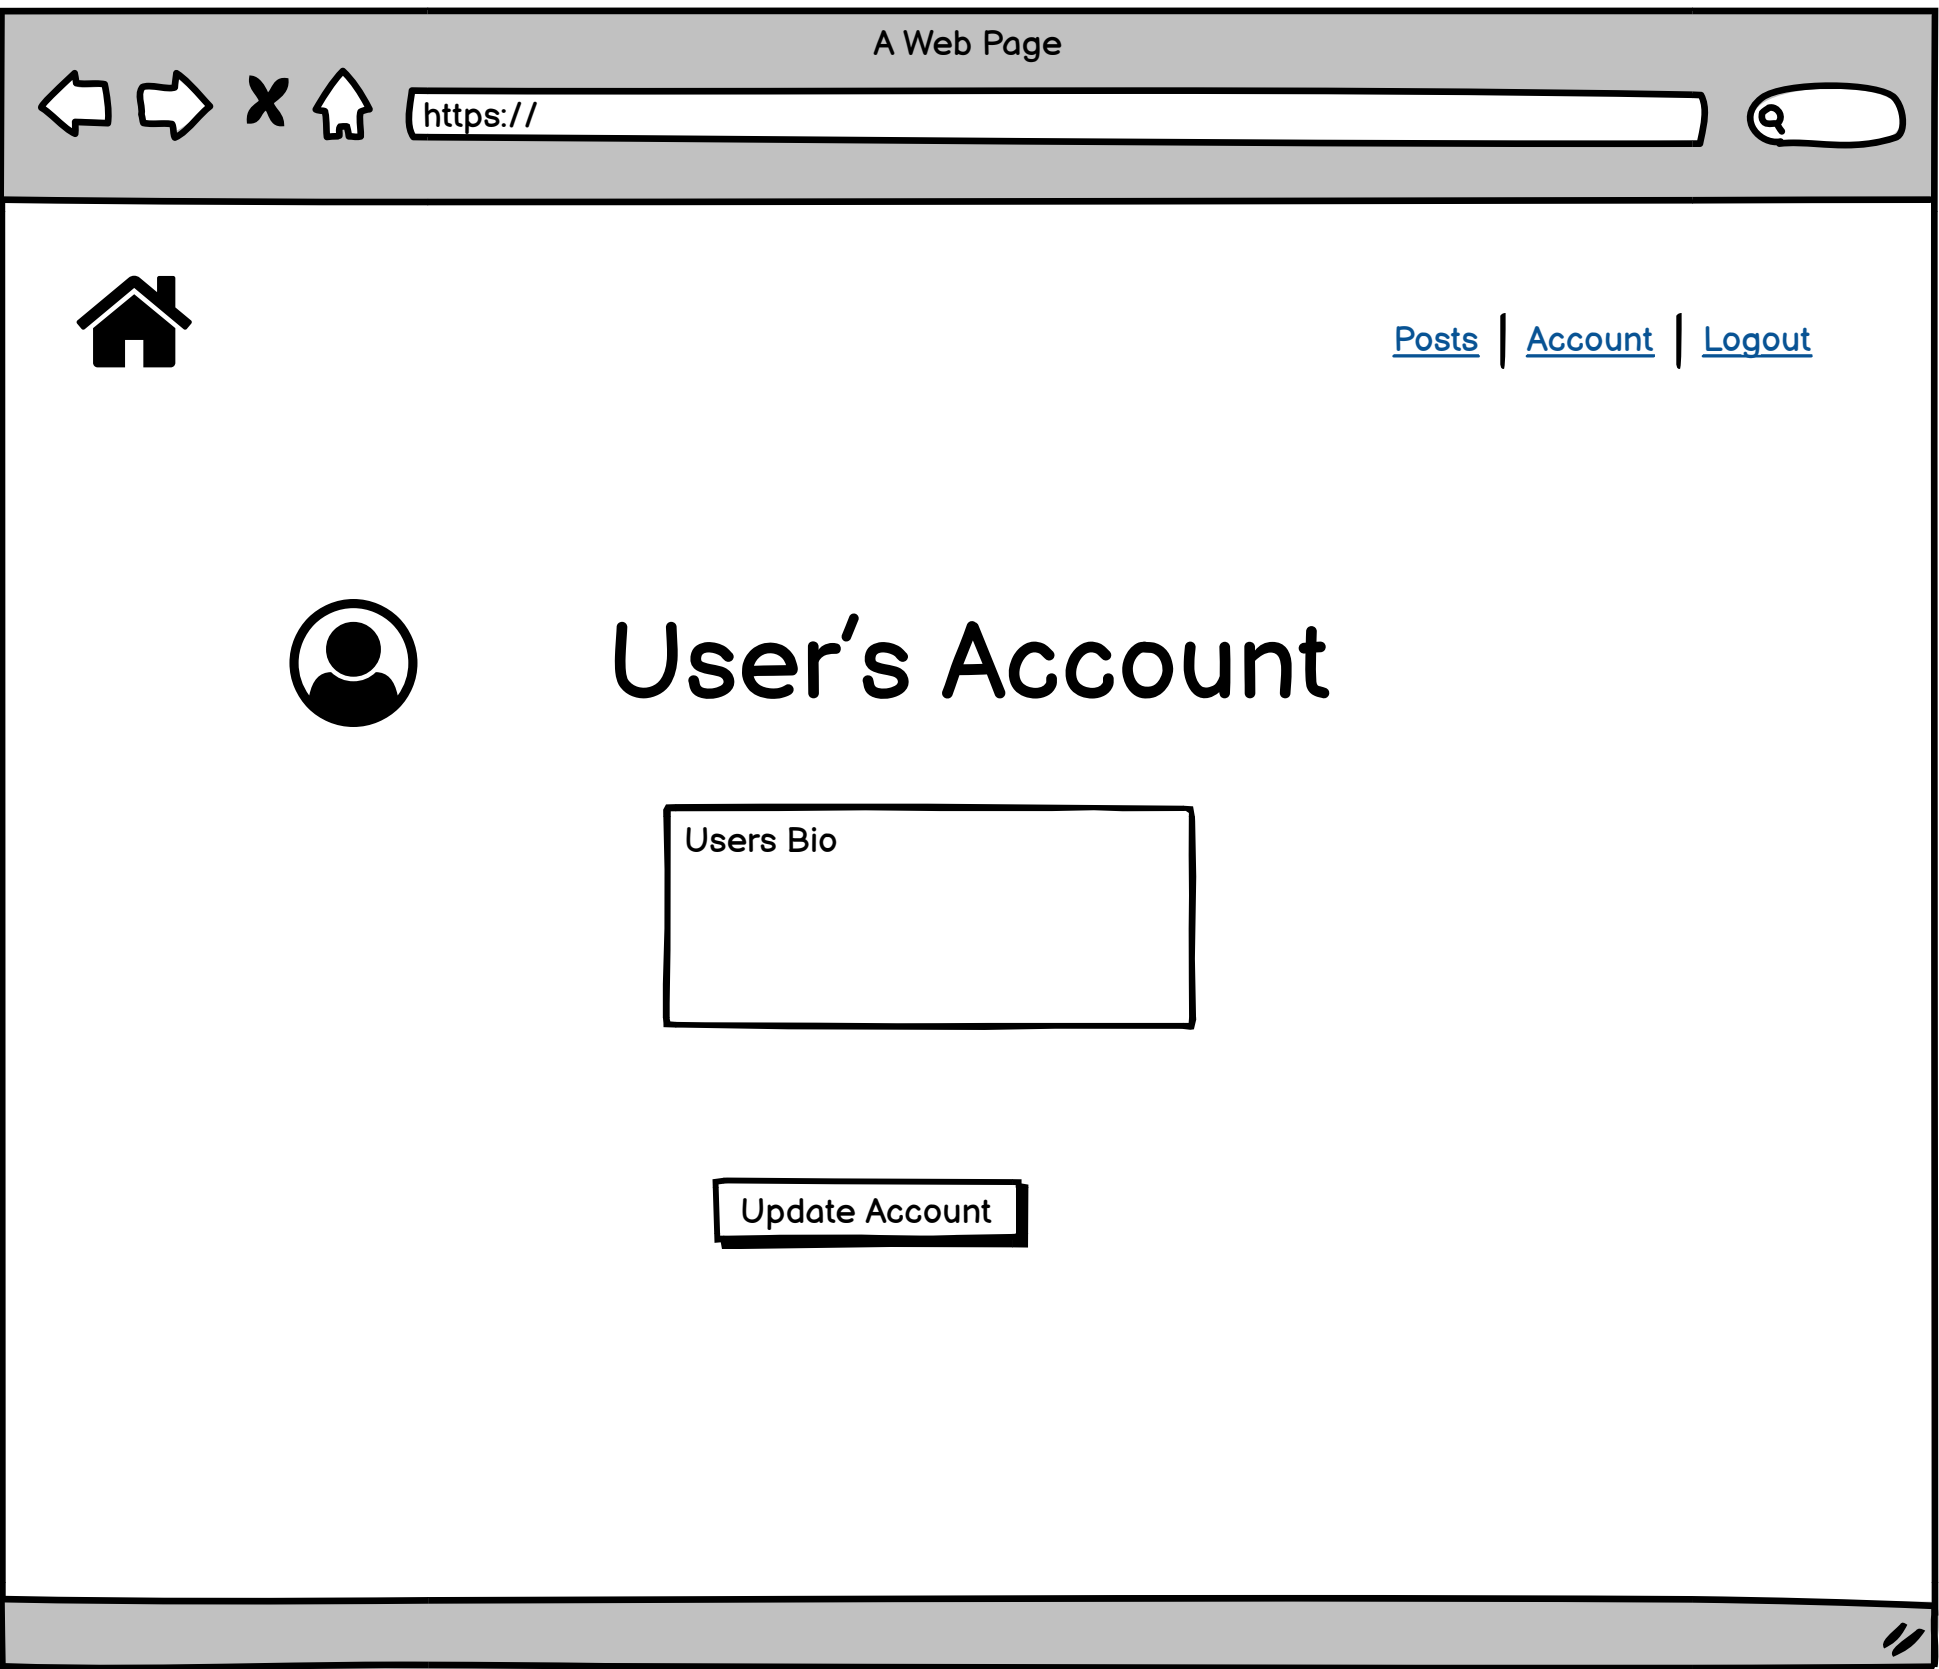 A Web Page
https://
Posts | Account | Logout
User's Account
Users Bio
Update Account